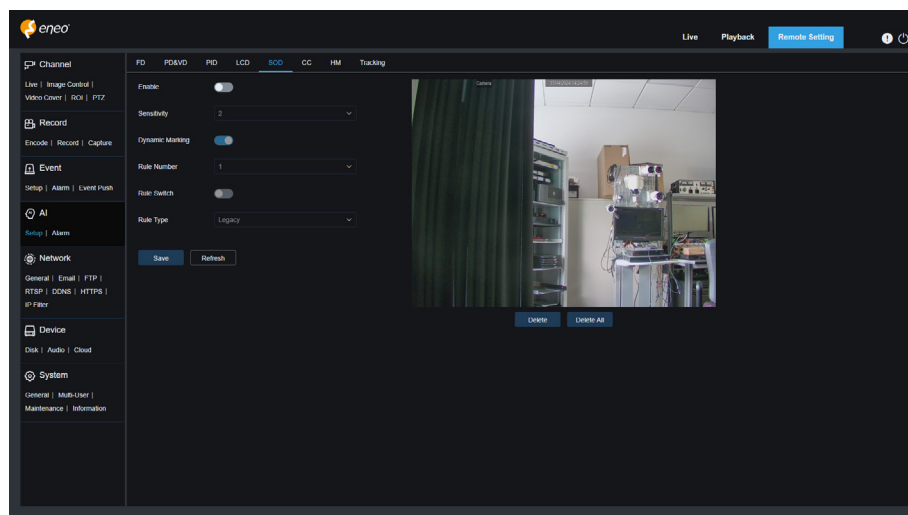 eneo
Live Playback Remote Setting
Channel
Live | Image Control |
Video Cover | ROI | PTZ
Record
Encode | Record | Capture
Event
Setup | Alarm | Event Push
AI
Setup | Alarm
Network
General | Email | FTP |
RTSP | DDNS | HTTPS |
IP Filter
Device
Disk | Audio | Cloud
System
General | Multi-User |
Maintenance | Information
FD PD&VD PID LCD SOD CC HM Tracking
Enable
Sensitivity 2
Dynamic Marking
Rule Number 1
Rule Switch
Rule Type Legacy
Save Refresh
Camera
Delete Delete All